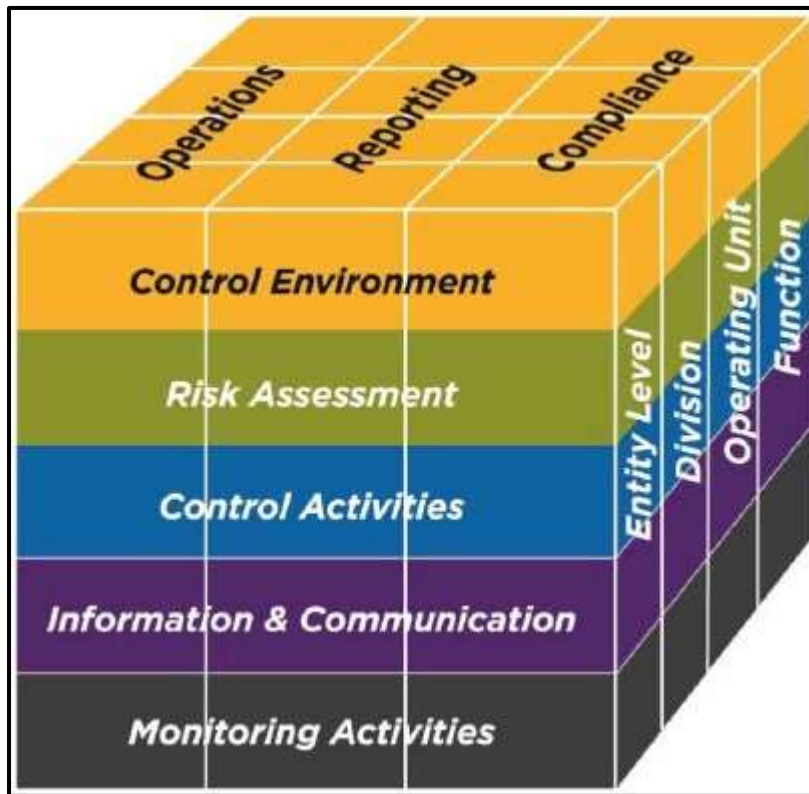 Operations
Reporting
Compliance
Control Environment
Risk Assessment
Control Activities
Information & Communication
Monitoring Activities
Entity Level
Division
Operating Unit
Function